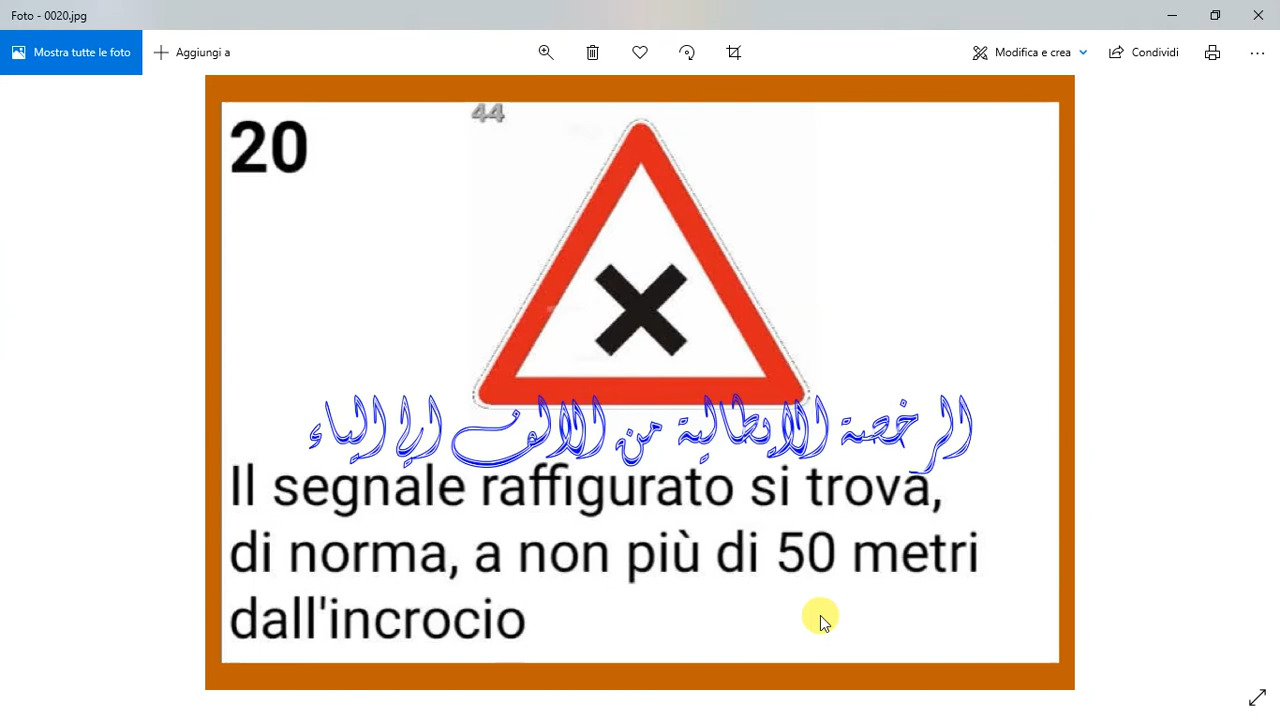 Foto - 0020.jpg
Mostra tutte le foto
Aggiungi a
Modifica e crea
Condividi
44
20
الرخصة الايطالية من الالف الي الياء
Il segnale raffigurato si trova,
di norma, a non più di 50 metri
dall'incrocio